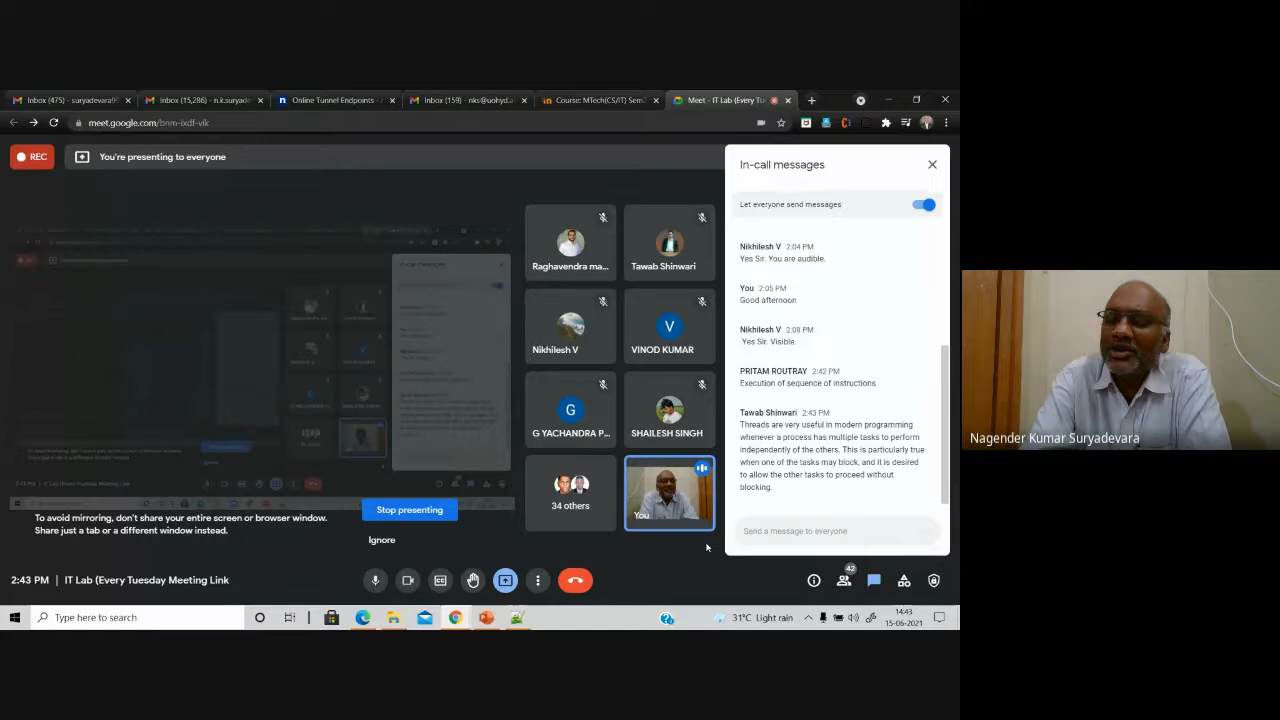 Inbox (475) - suryadevara9
Inbox (15,286) - n.k.suryade
Online Tunnel Endpoints -
Inbox (159) - nks@uohyd.a
Course: MTech(CS/IT) Sem
Meet - IT Lab (Every Tu
meet.google.com/bnm-ixdf-vik
REC
You're presenting to everyone
In-call messages
Let everyone send messages
Nikhilesh V 2:04 PM
Yes Sir. You are audible.
You 2:05 PM
Good afternoon
Nikhilesh V 2:08 PM
Yes Sir. Visible.
PRITAM ROUTRAY 2:42 PM
Execution of sequence of instructions
Tawab Shinwari 2:43 PM
Threads are very useful in modern programming
whenever a process has multiple tasks to perform
independently of the others. This is particularly true
when one of the tasks may block, and it is desired
to allow the other tasks to proceed without
blocking.
Send a message to everyone
Raghavendra ma...
Tawab Shinwari
Nikhilesh V
V
VINOD KUMAR
G
G YACHANDRA P...
SHAILESH SINGH
34 others
You
To avoid mirroring, don't share your entire screen or browser window.
Share just a tab or a different window instead.
Stop presenting
Ignore
2:43 PM | IT Lab (Every Tuesday Meeting Link
42
Type here to search
31°C Light rain
14:43
15-06-2021
Nagender Kumar Suryadevara